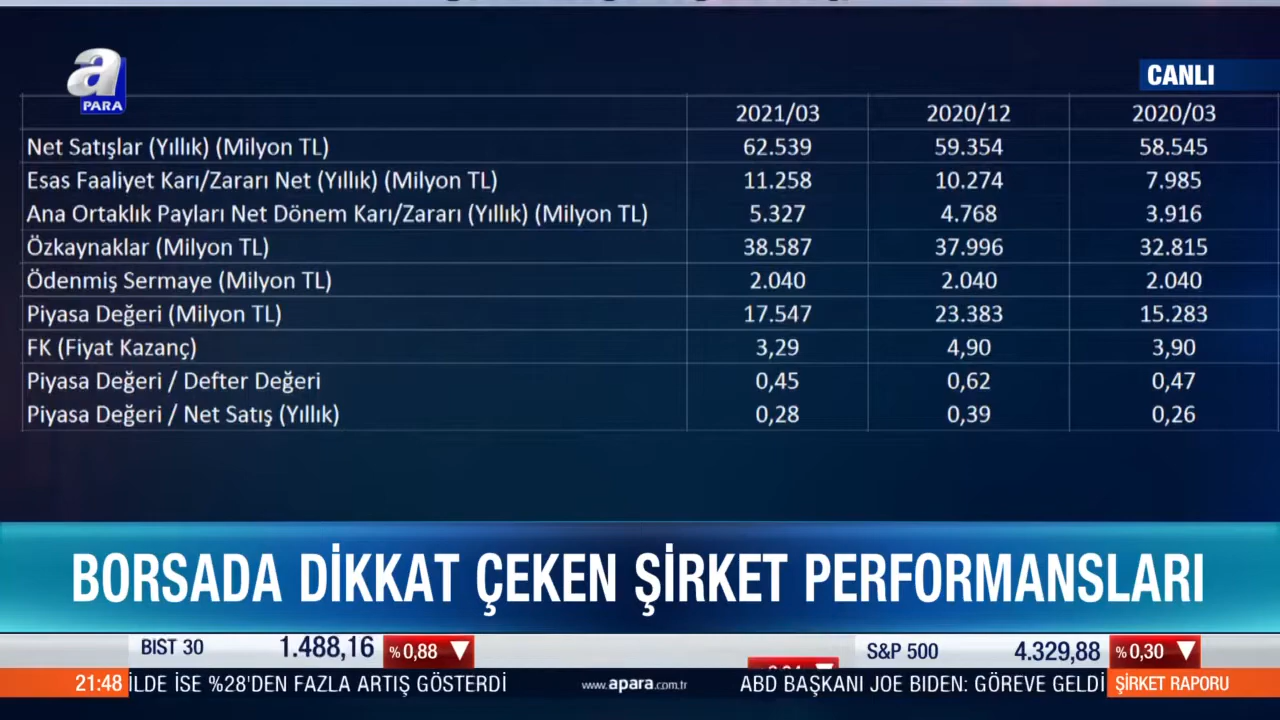 a
PARA
CANLI
2021/03 2020/12 2020/03
Net Satışlar (Yıllık) (Milyon TL) 62.539 59.354 58.545
Esas Faaliyet Karı/Zararı Net (Yıllık) (Milyon TL) 11.258 10.274 7.985
Ana Ortaklık Payları Net Dönem Karı/Zararı (Yıllık) (Milyon TL) 5.327 4.768 3.916
Özkaynaklar (Milyon TL) 38.587 37.996 32.815
Ödenmiş Sermaye (Milyon TL) 2.040 2.040 2.040
Piyasa Değeri (Milyon TL) 17.547 23.383 15.283
FK (Fiyat Kazanç) 3,29 4,90 3,90
Piyasa Değeri / Defter Değeri 0,45 0,62 0,47
Piyasa Değeri / Net Satış (Yıllık) 0,28 0,39 0,26
BORSADA DİKKAT ÇEKEN ŞİRKET PERFORMANSLARI
BIST 30 1.488,16 %0,88 S&P 500 4.329,88 %0,30
21:48 İLDE İSE %28'DEN FAZLA ARTIŞ GÖSTERDİ www.apara.com.tr ABD BAŞKANI JOE BIDEN: GÖREVE GELDİ ŞİRKET RAPORU